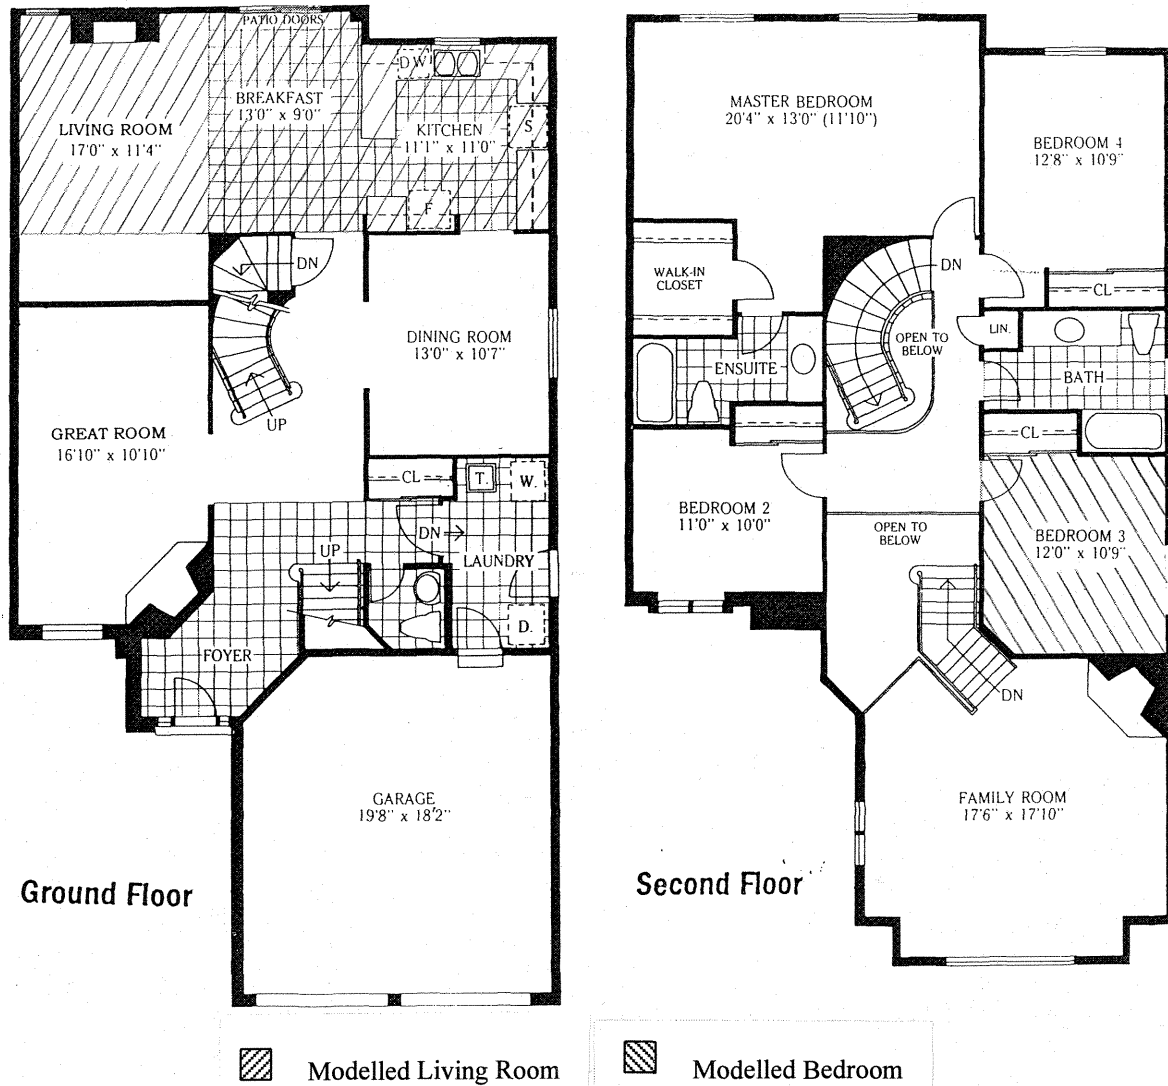 PATIO DOORS
DW
BREAKFAST
13'0" x 9'0"
LIVING ROOM
17'0" x 11'4"
KITCHEN
11'1" x 11'0"
S
F
DN
DINING ROOM
13'0" x 10'7"
UP
GREAT ROOM
16'10" x 10'10"
CL
T.
W.
DN
UP
LAUNDRY
D.
FOYER
GARAGE
19'8" x 18'2"
Ground Floor
MASTER BEDROOM
20'4" x 13'0" (11'10")
BEDROOM 4
12'8" x 10'9"
WALK-IN
CLOSET
DN
CL
OPEN TO
BELOW
LIN.
ENSUITE
BATH
CL
BEDROOM 2
11'0" x 10'0"
OPEN TO
BELOW
BEDROOM 3
12'0" x 10'9"
DN
FAMILY ROOM
17'6" x 17'10"
Second Floor
Modelled Living Room
Modelled Bedroom